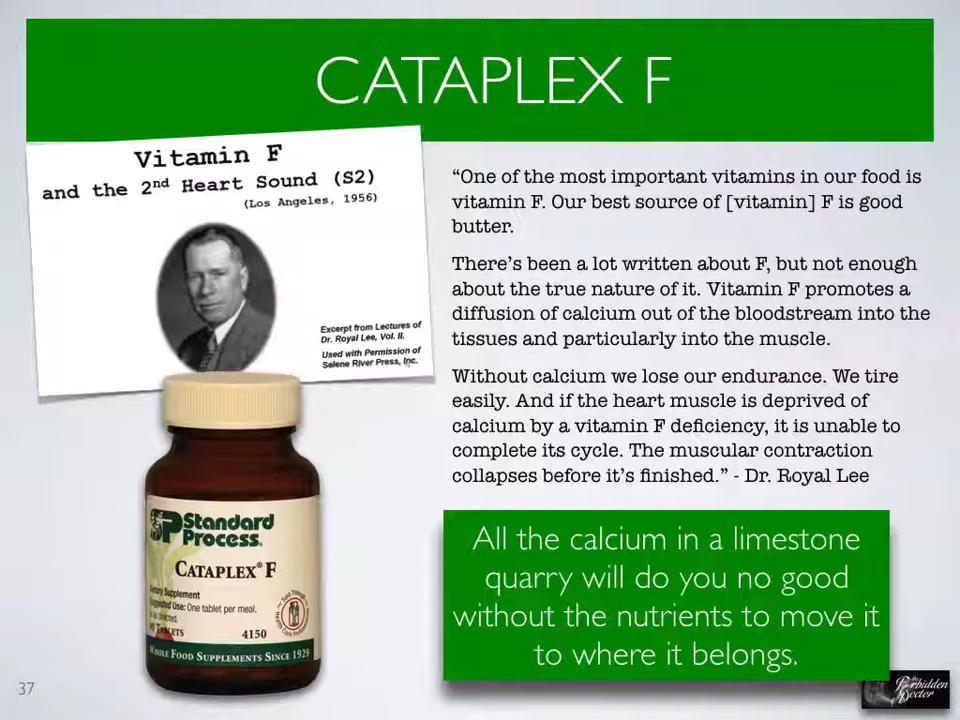 CATAPLEX F
Vitamin F
and the 2nd Heart Sound (S2)
(Los Angeles, 1956)
Excerpt from Lectures of
Dr. Royal Lee, Vol. II.
Used with Permission of
Selene River Press, Inc.
“One of the most important vitamins in our food is
vitamin F. Our best source of [vitamin] F is good
butter.
There’s been a lot written about F, but not enough
about the true nature of it. Vitamin F promotes a
diffusion of calcium out of the bloodstream into the
tissues and particularly into the muscle.
Without calcium we lose our endurance. We tire
easily. And if the heart muscle is deprived of
calcium by a vitamin F deficiency, it is unable to
complete its cycle. The muscular contraction
collapses before it’s finished.” - Dr. Royal Lee
SP Standard
Process®
CATAPLEX® F
Dietary Supplement
Suggested Use: One tablet per meal,
directed.
TABLETS
4150
WHOLE FOOD SUPPLEMENTS SINCE 1929
All the calcium in a limestone
quarry will do you no good
without the nutrients to move it
to where it belongs.
37
Forbidden
Doctor